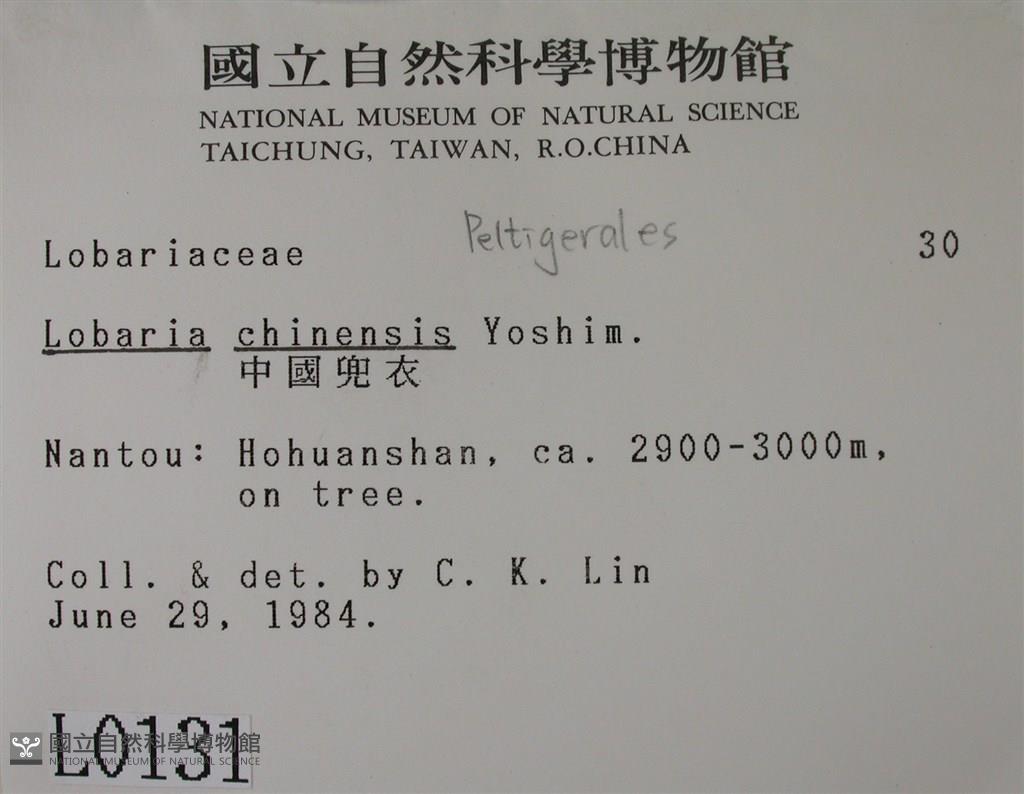 國立自然科學博物館
NATIONAL MUSEUM OF NATURAL SCIENCE
TAICHUNG, TAIWAN, R.O.CHINA
Lobariaceae Peltigerales 30
Lobaria chinensis Yoshim.
中國兜衣
Nantou: Hohuanshan, ca. 2900-3000m,
on tree.
Coll. & det. by C. K. Lin
June 29, 1984.
L0131
國立自然科學博物館
NATIONAL MUSEUM OF NATURAL SCIENCE